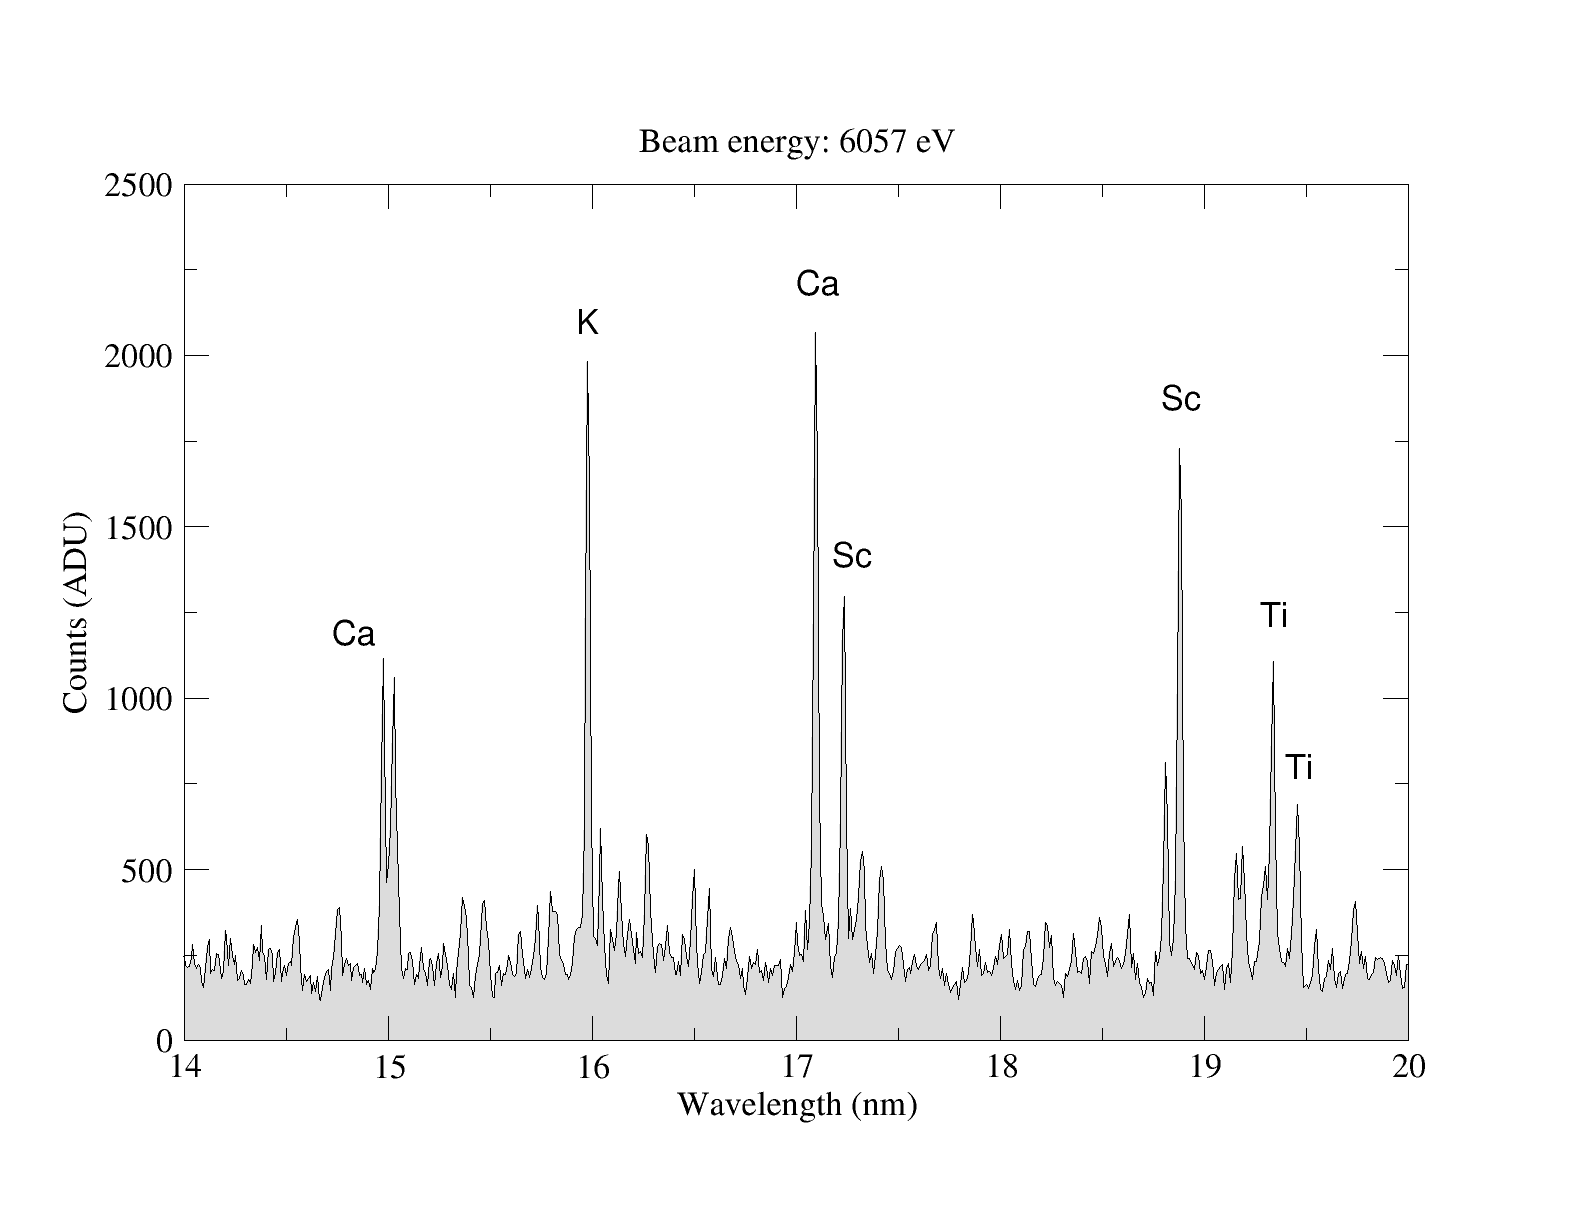 Beam energy: 6057 eV
2500
2000
1500
1000
500
0
Counts (ADU)
Ca
K
Ca
Sc
Sc
Ti
Ti
14 15 16 17 18 19 20
Wavelength (nm)